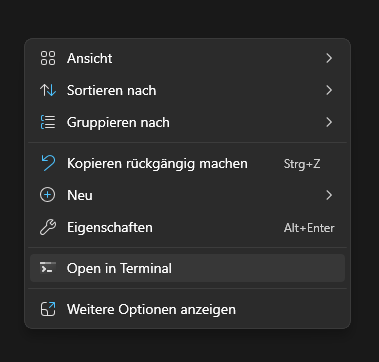 Ansicht
Sortieren nach
Gruppieren nach
Kopieren rückgängig machen Strg+Z
Neu
Eigenschaften Alt+Enter
Open in Terminal
Weitere Optionen anzeigen